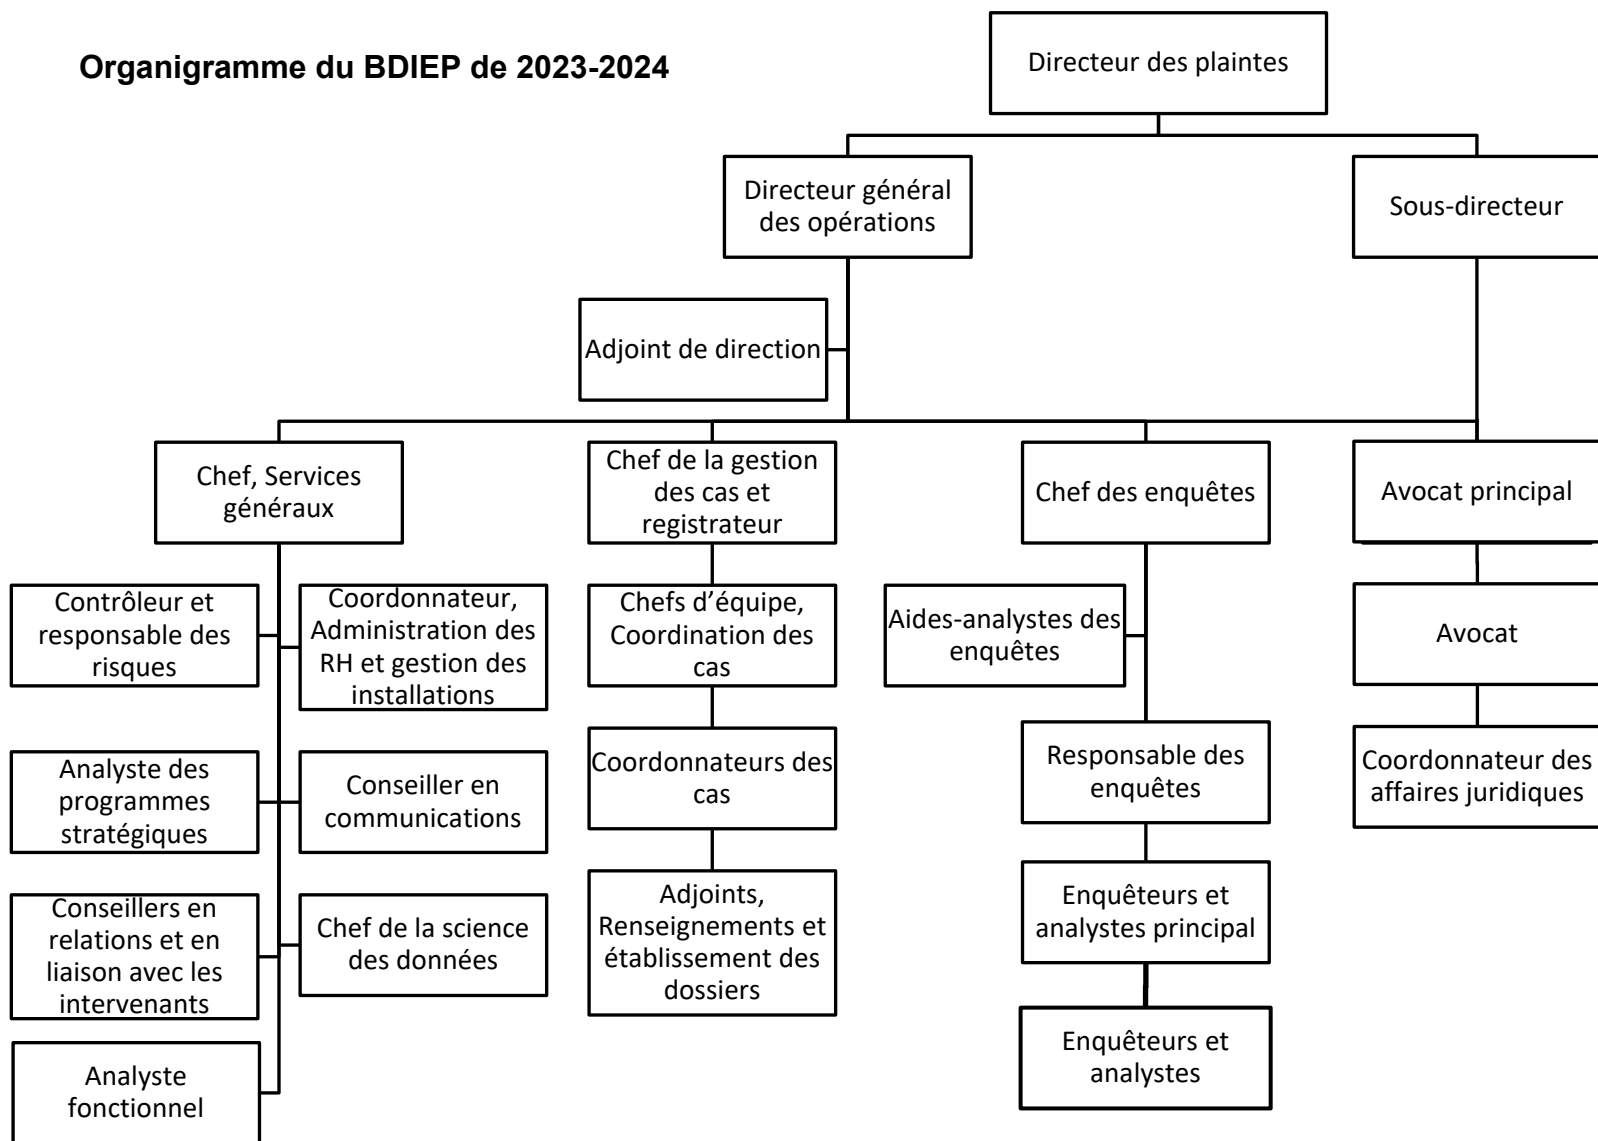 Organigramme du BDIEP de 2023-2024
Directeur des plaintes
Directeur général
des opérations
Sous-directeur
Adjoint de direction
Chef, Services
généraux
Chef de la gestion
des cas et
registrateur
Chef des enquêtes
Avocat principal
Contrôleur et
responsable des
risques
Coordonnateur,
Administration des
RH et gestion des
installations
Chefs d’équipe,
Coordination des
cas
Aides-analystes des
enquêtes
Avocat
Analyste des
programmes
stratégiques
Conseiller en
communications
Coordonnateurs des
cas
Responsable des
enquêtes
Coordonnateur des
affaires juridiques
Conseillers en
relations et en
liaison avec les
intervenants
Chef de la science
des données
Adjoints,
Renseignements et
établissement des
dossiers
Enquêteurs et
analystes principal
Analyste
fonctionnel
Enquêteurs et
analystes